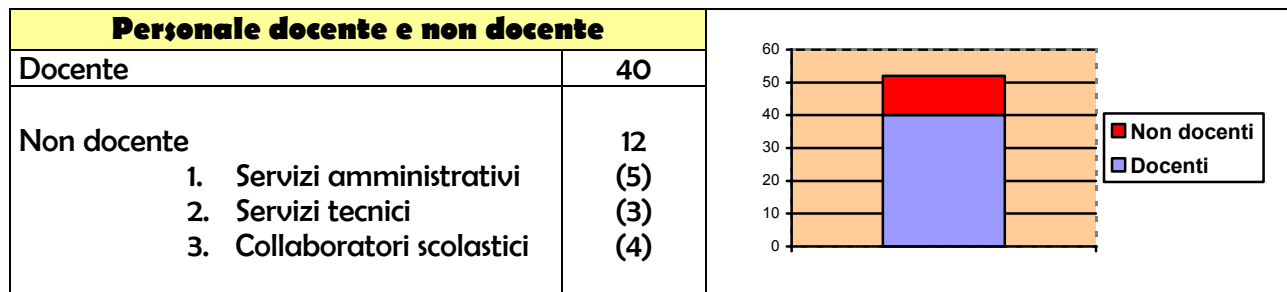 Personale docente e non docente
Docente 40
Non docente 12
1. Servizi amministrativi (5)
2. Servizi tecnici (3)
3. Collaboratori scolastici (4)
60
50
40
30
20
10
0
Non docenti
Docenti